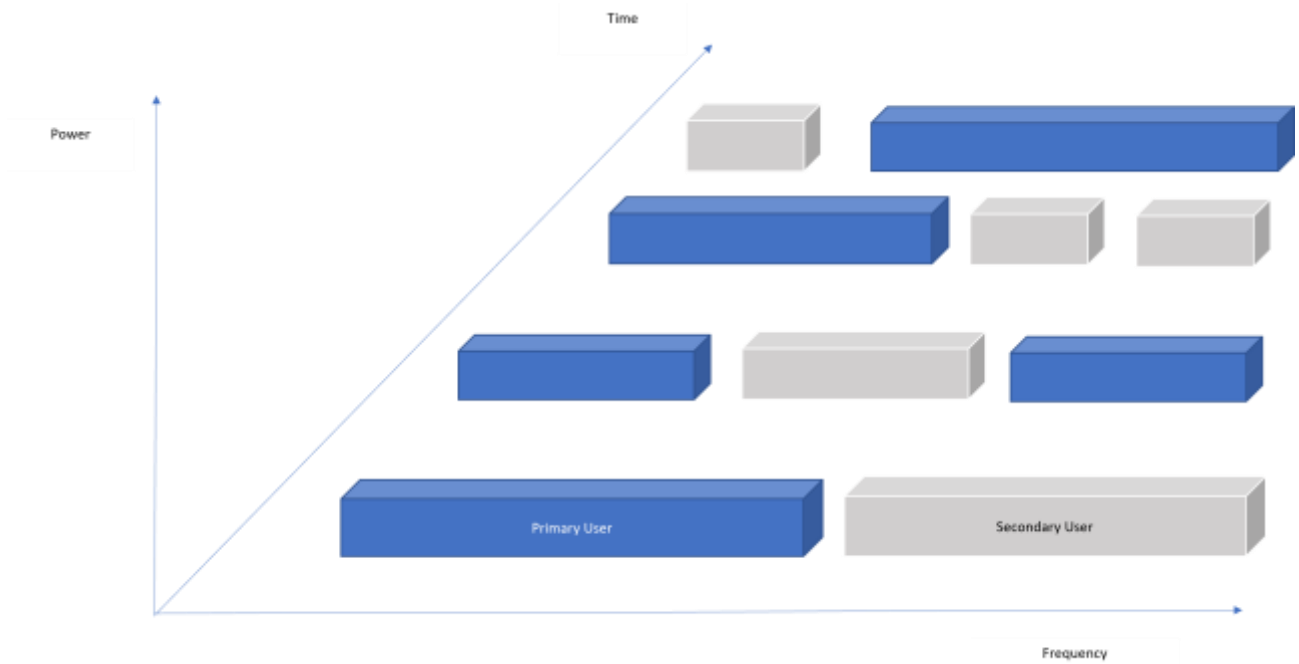 Time
Power
Primary User
Secondary User
Frequency